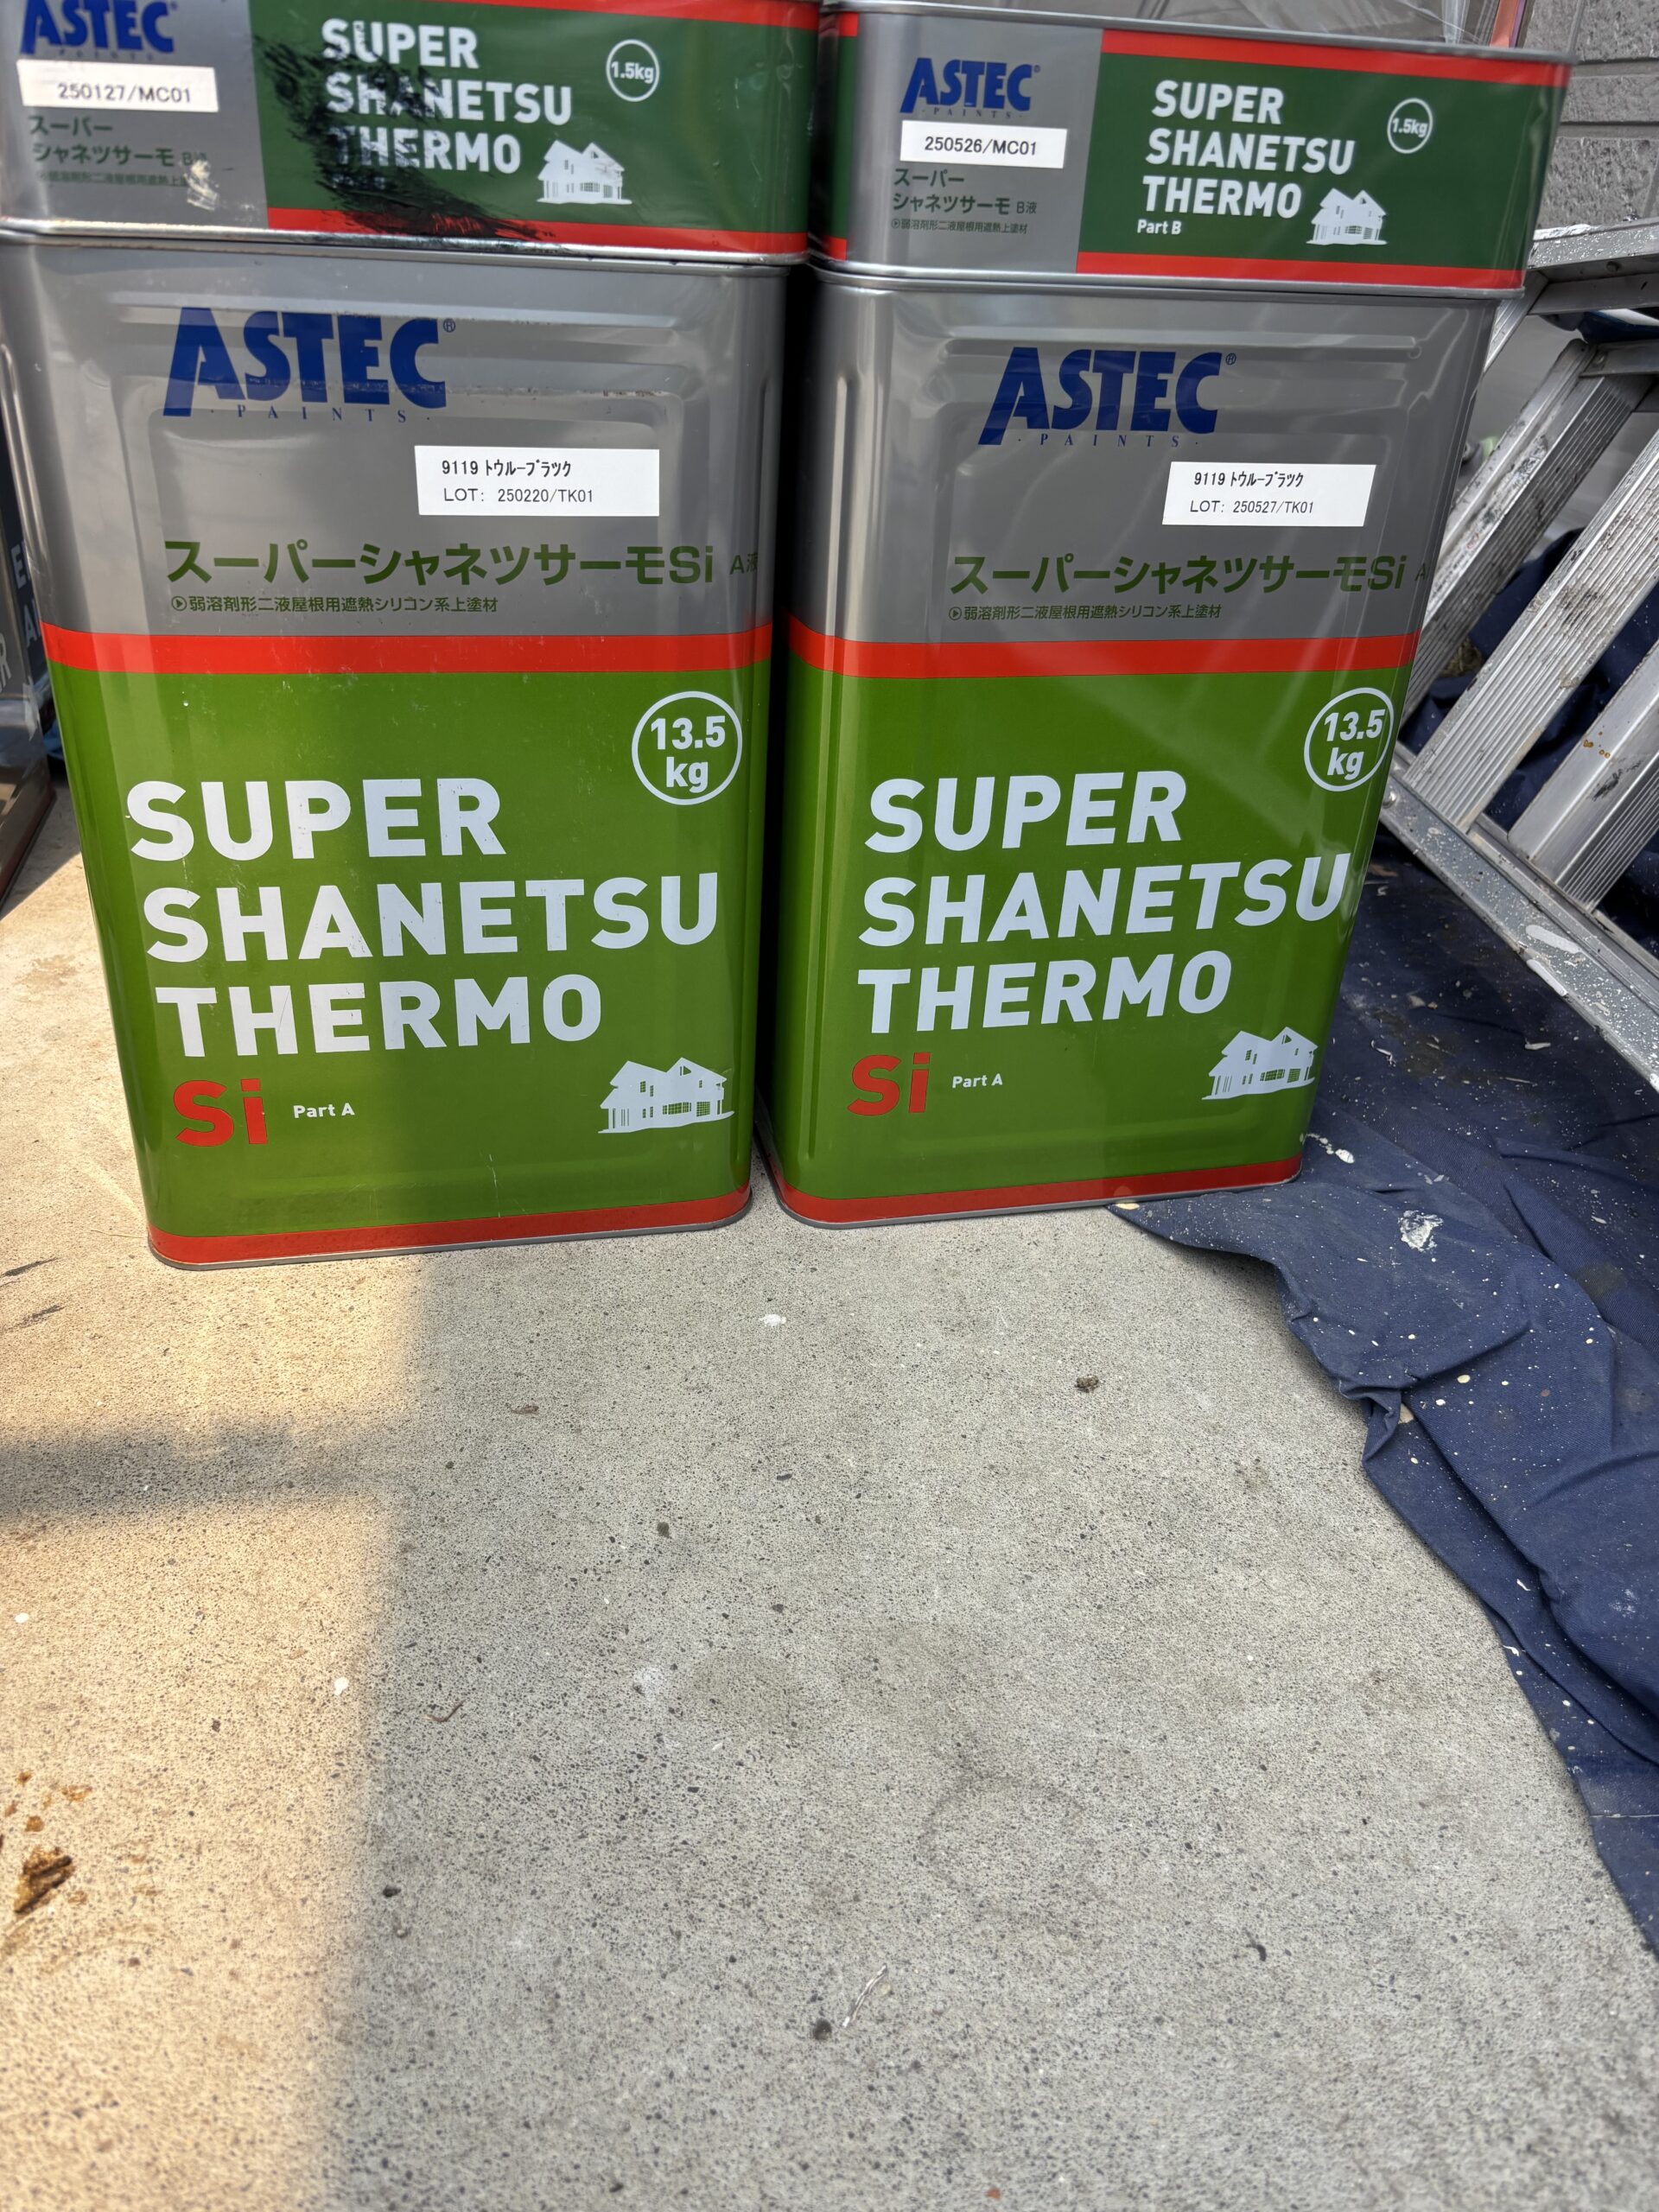 ASTEC®
250127/MC01
スーパー
シャネツサーモ B液
SUPER
SHANETSU
THERMO
1.5kg
ASTEC®
PAINTS
250526/MC01
スーパー
シャネツサーモ B液
弱溶剤形二液屋根用遮熱上塗材
SUPER
SHANETSU
THERMO
Part B
1.5kg
ASTEC®
PAINTS
9119 トゥルーブラック
LOT: 250220/TK01
スーパーシャネツサーモSi A液
弱溶剤形二液屋根用遮熱シリコン系上塗材
13.5
kg
SUPER
SHANETSU
THERMO
Si Part A
ASTEC®
PAINTS
9119 トゥルーブラック
LOT: 250527/TK01
スーパーシャネツサーモSi
弱溶剤形二液屋根用遮熱シリコン系上塗材
13.5
kg
SUPER
SHANETSU
THERMO
Si Part A